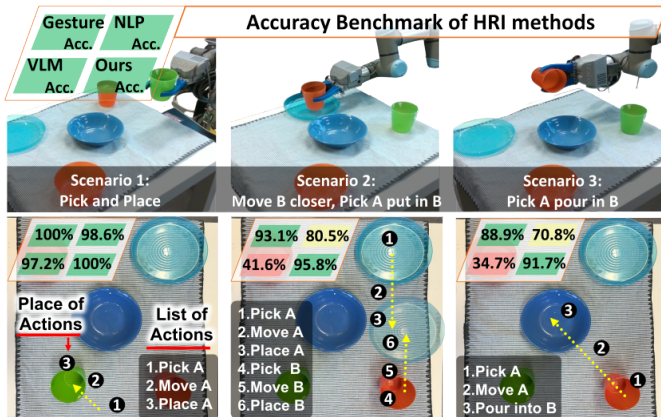 Accuracy Benchmark of HRI methods
Gesture Acc.
NLP Acc.
VLM Acc.
Ours Acc.
Scenario 1:
Pick and Place
Scenario 2:
Move B closer, Pick A put in B
Scenario 3:
Pick A pour in B
100% 98.6%
97.2% 100%
Place of
Actions
List of
Actions
3
2
1
1.Pick A
2.Move A
3.Place A
93.1% 80.5%
41.6% 95.8%
1
2
3
6
5
4
1.Pick A
2.Move A
3.Place A
4.Pick B
5.Move B
6.Place B
88.9% 70.8%
34.7% 91.7%
3
2
1
1.Pick A
2.Move A
3.Pour into B